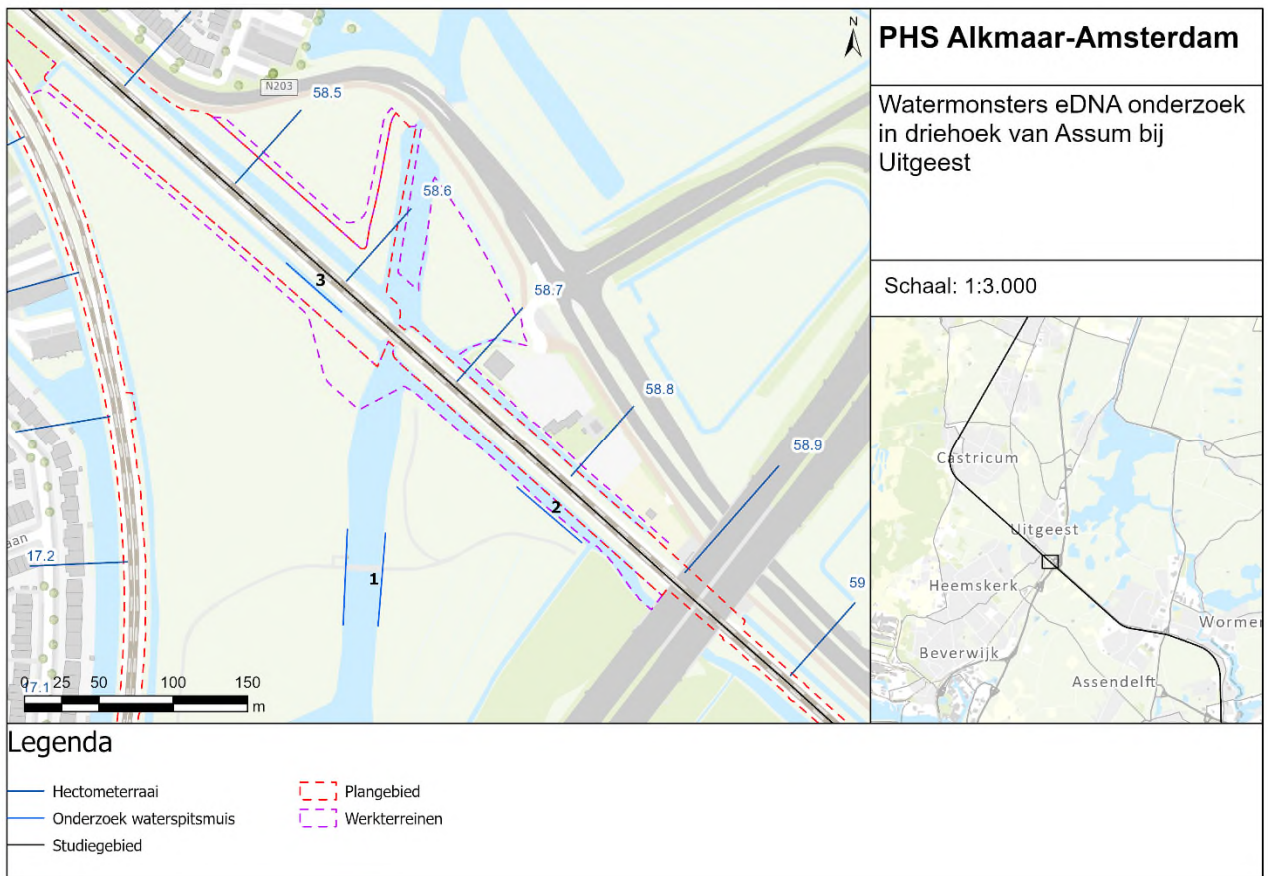 PHS Alkmaar-Amsterdam
Watermonsters eDNA onderzoek
in driehoek van Assum bij
Uitgeest
Schaal: 1:3.000
N
N203
58.5
58.6
58.7
58.8
58.9
59
3
2
1
aan
17.2
17.1
0 25 50 100 150
m
Castricum
Uitgeest
Heemskerk
Beverwijk
Assendelft
Wormer
Legenda
Hectometerraai
Onderzoek waterspitsmuis
Studiegebied
Plangebied
Werkterreinen